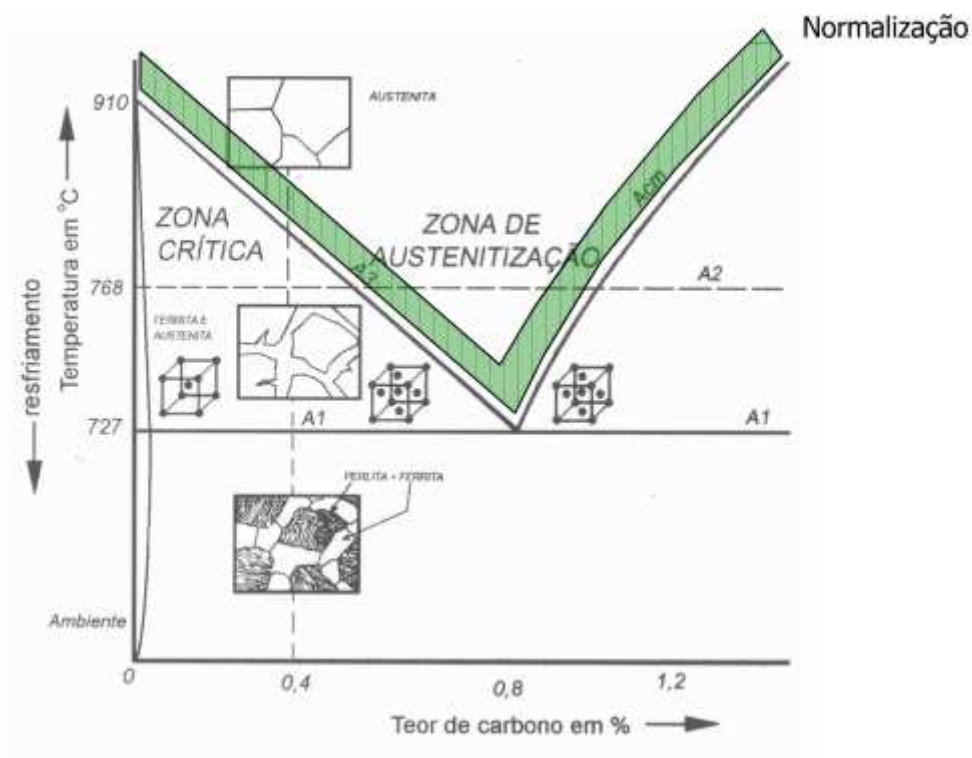 Normalização
910
AUSTENITA
Acm
ZONA
CRÍTICA
ZONA DE
AUSTENITIZAÇÃO
A3
A2
768
FERRITA E
AUSTENITA
resfriamento
Temperatura em °C
727
A1
A1
PERLITA + FERRITA
Ambiente
0
0,4
0,8
1,2
Teor de carbono em %